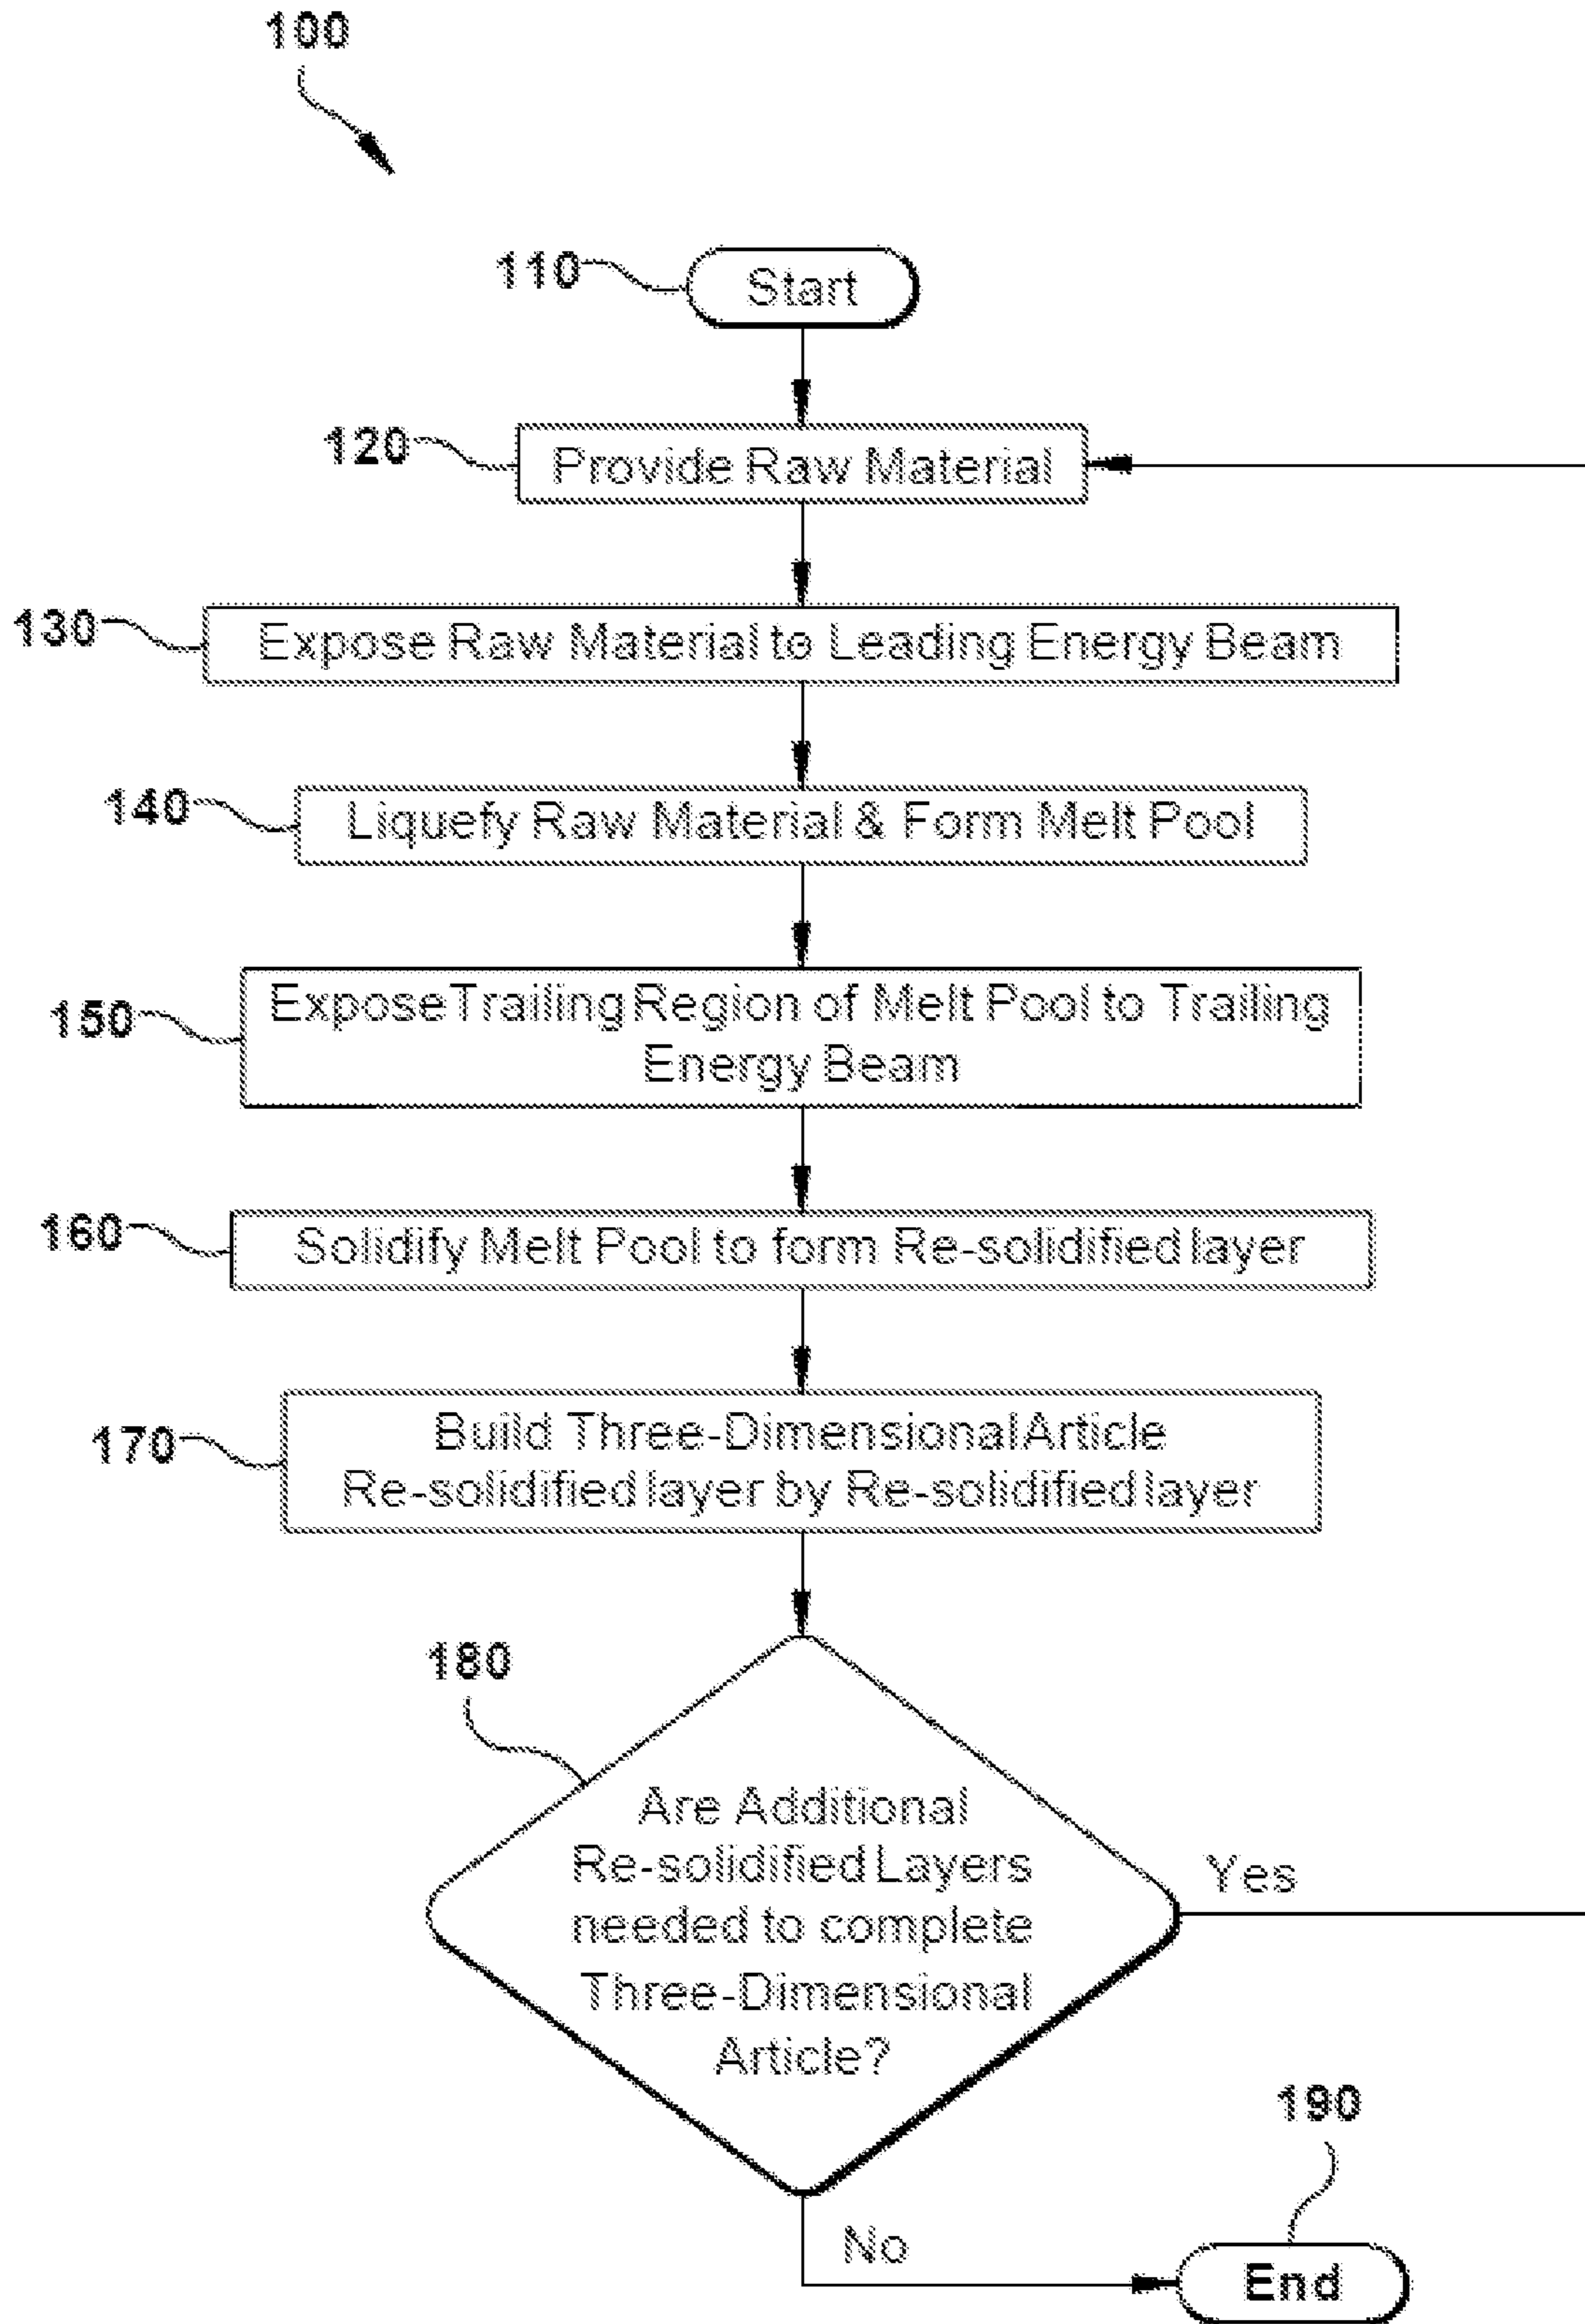 100
110
Start
120
Provide Raw Material
130
Expose Raw Material to Leading Energy Beam
140
Liquefy Raw Material & Form Melt Pool
150
Expose Trailing Region of Melt Pool to Trailing
Energy Beam
160
Solidify Melt Pool to form Re-solidified layer
170
Build Three-Dimensional Article
Re-solidified layer by Re-solidified layer
180
Are Additional
Re-solidified Layers
needed to complete
Three-Dimensional
Article?
Yes
No
190
End